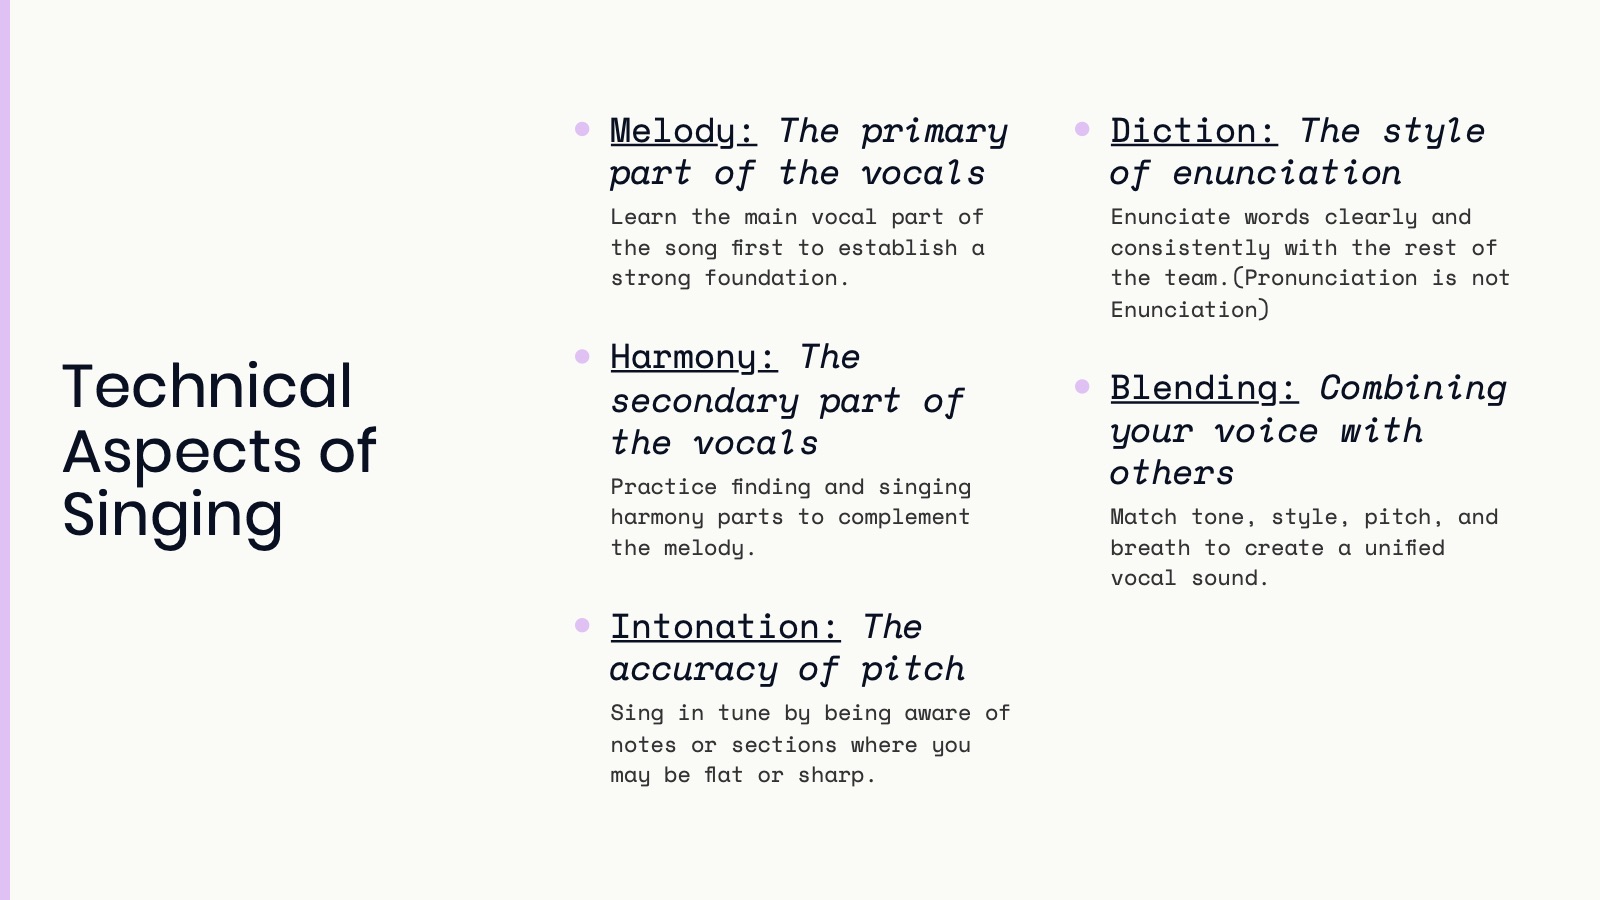 Technical
Aspects of
Singing
Melody: The primary
part of the vocals
Learn the main vocal part of
the song first to establish a
strong foundation.
Harmony: The
secondary part of
the vocals
Practice finding and singing
harmony parts to complement
the melody.
Intonation: The
accuracy of pitch
Sing in tune by being aware of
notes or sections where you
may be flat or sharp.
Diction: The style
of enunciation
Enunciate words clearly and
consistently with the rest of
the team.(Pronunciation is not
Enunciation)
Blending: Combining
your voice with
others
Match tone, style, pitch, and
breath to create a unified
vocal sound.